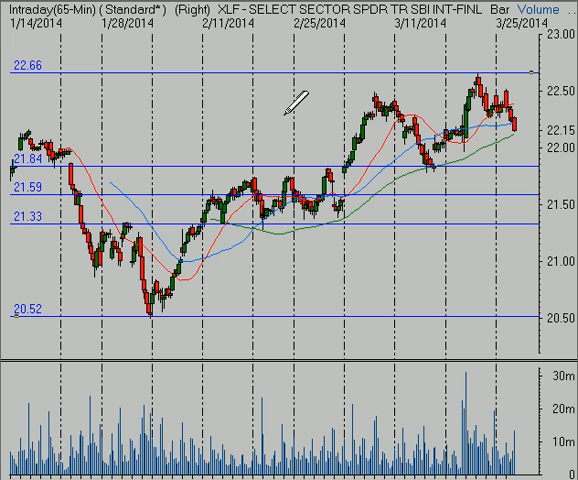 Intraday(65-Min) ( Standard* ) (Right) XLF - SELECT SECTOR SPDR TR SBI INT-FINL Bar Volume ..
1/14/2014 1/28/2014 2/11/2014 2/25/2014 3/11/2014 3/25/2014
23.00
22.66
22.50
22.15
22.00
21.84
21.59
21.50
21.33
21.00
20.52
20.50
30m
20m
10m
0m